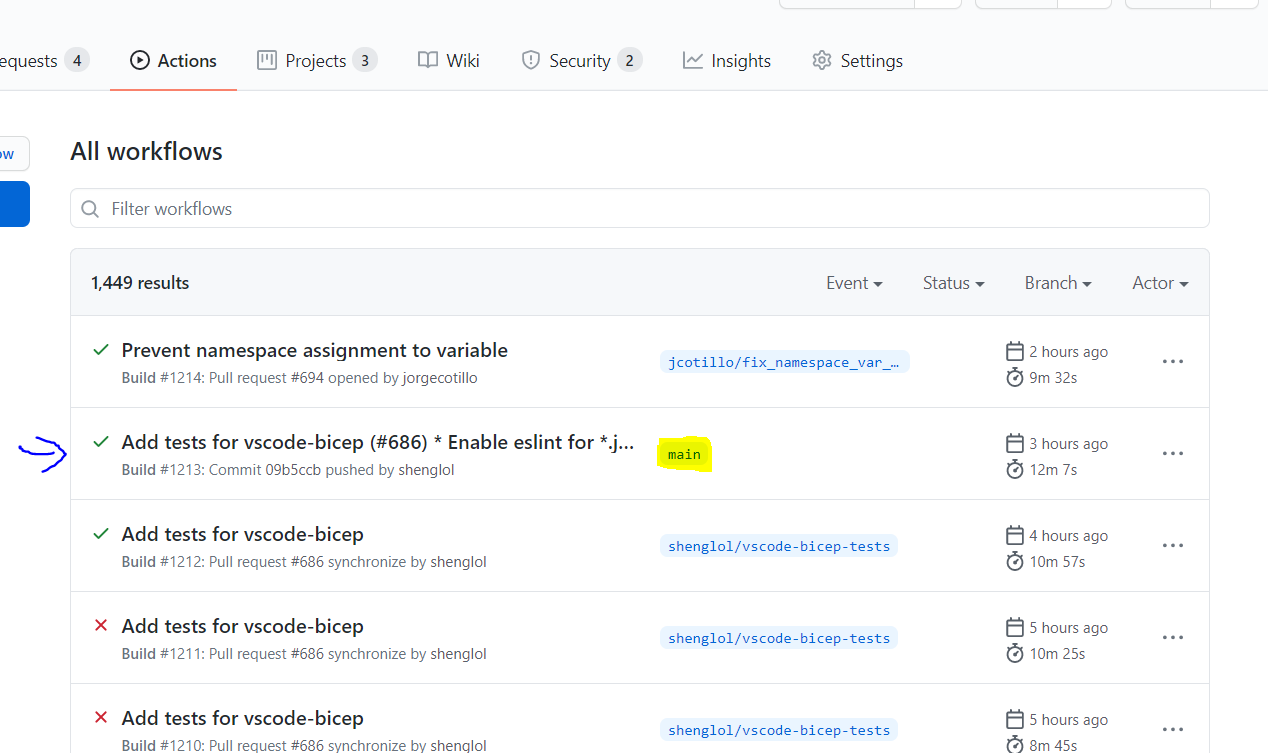 equests 4 Actions Projects 3 Wiki Security 2 Insights Settings
ow
All workflows
Filter workflows
1,449 results Event Status Branch Actor
Prevent namespace assignment to variable
jcotillo/fix_namespace_var_…
2 hours ago
Build #1214: Pull request #694 opened by jorgecotillo
9m 32s
Add tests for vscode-bicep (#686) * Enable eslint for *.j...
main
3 hours ago
Build #1213: Commit 09b5ccb pushed by shenglol
12m 7s
Add tests for vscode-bicep
shenglol/vscode-bicep-tests
4 hours ago
Build #1212: Pull request #686 synchronize by shenglol
10m 57s
Add tests for vscode-bicep
shenglol/vscode-bicep-tests
5 hours ago
Build #1211: Pull request #686 synchronize by shenglol
10m 25s
Add tests for vscode-bicep
shenglol/vscode-bicep-tests
5 hours ago
Build #1210: Pull request #686 synchronize by shenglol
8m 45s